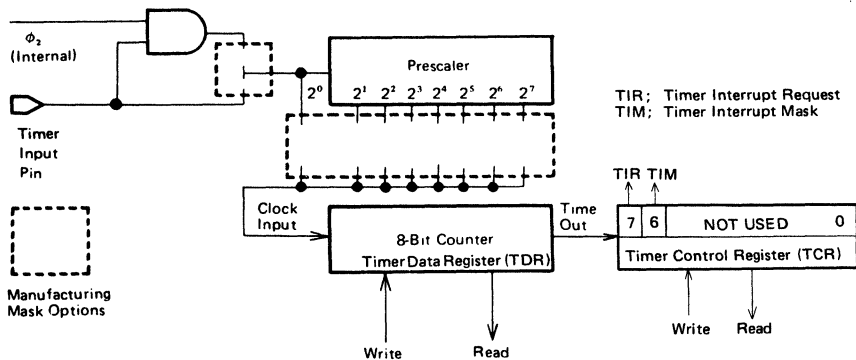 ϕ₂
(Internal)
Prescaler
2⁰ 2¹ 2² 2³ 2⁴ 2⁵ 2⁶ 2⁷
TIR; Timer Interrupt Request
TIM; Timer Interrupt Mask
Timer
Input
Pin
TIR TIM
Clock
Input
Time
Out
7 6 NOT USED 0
8-Bit Counter
Timer Data Register (TDR)
Timer Control Register (TCR)
Manufacturing
Mask Options
Write Read
Write Read